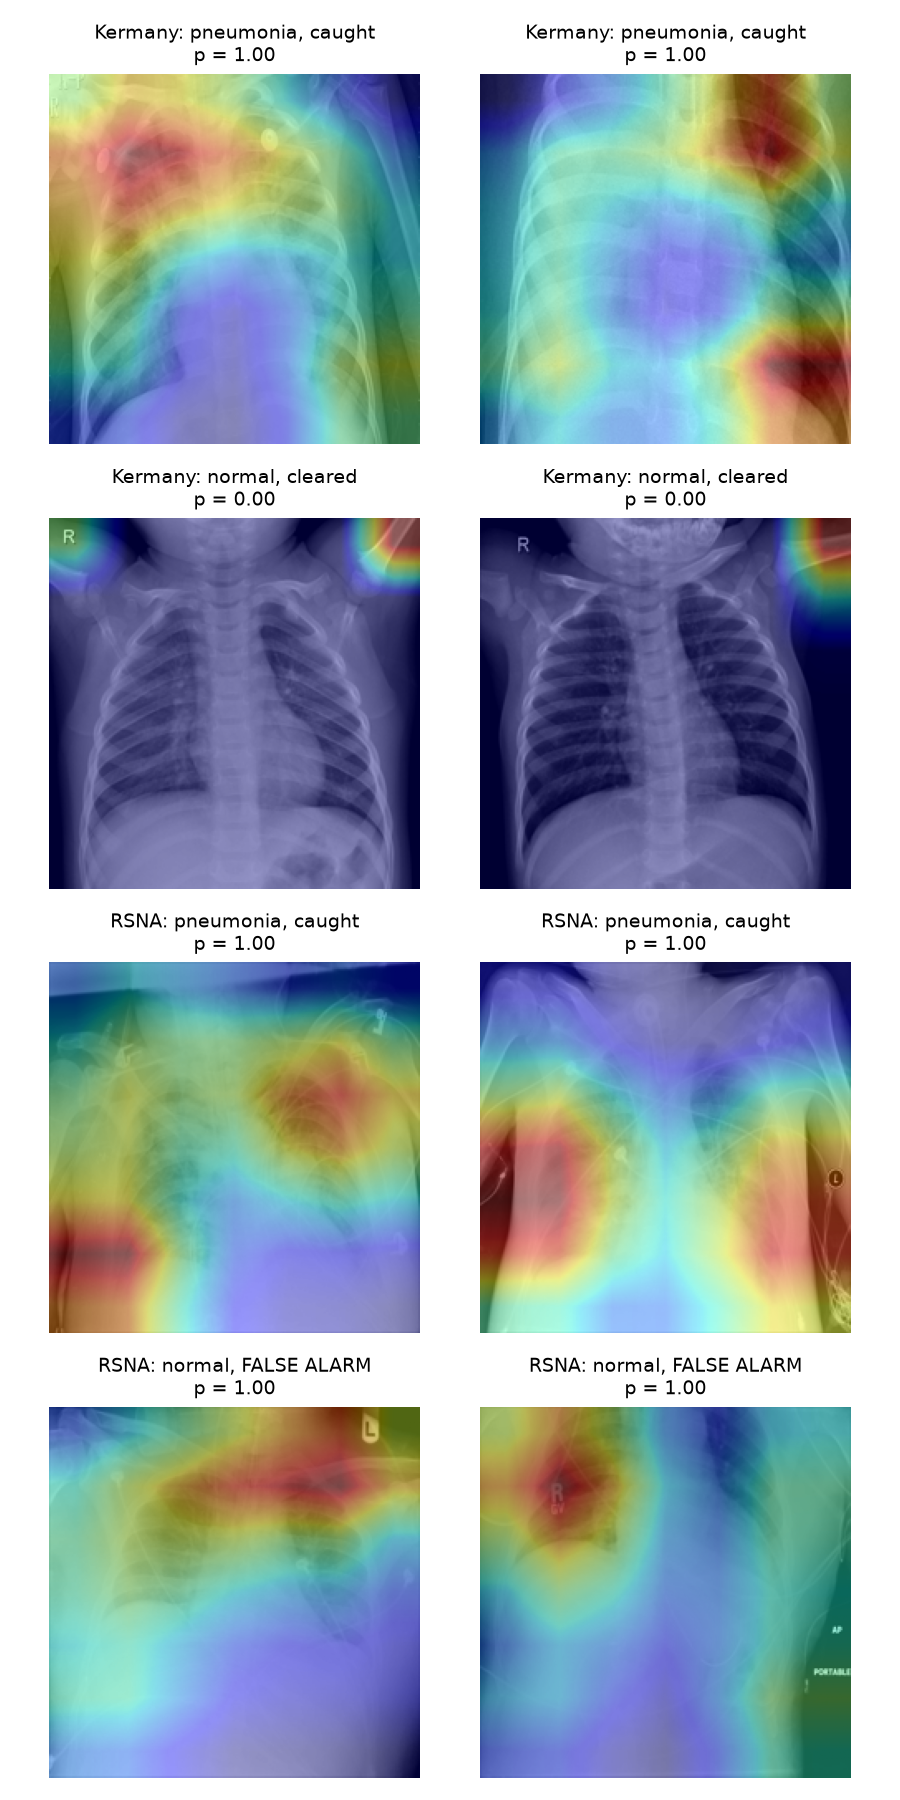 Kermany: pneumonia, caught
p = 1.00
Kermany: pneumonia, caught
p = 1.00
Kermany: normal, cleared
p = 0.00
R
Kermany: normal, cleared
p = 0.00
R
RSNA: pneumonia, caught
p = 1.00
RSNA: pneumonia, caught
p = 1.00
L
RSNA: normal, FALSE ALARM
p = 1.00
L
RSNA: normal, FALSE ALARM
p = 1.00
R
AP
PORTABLE